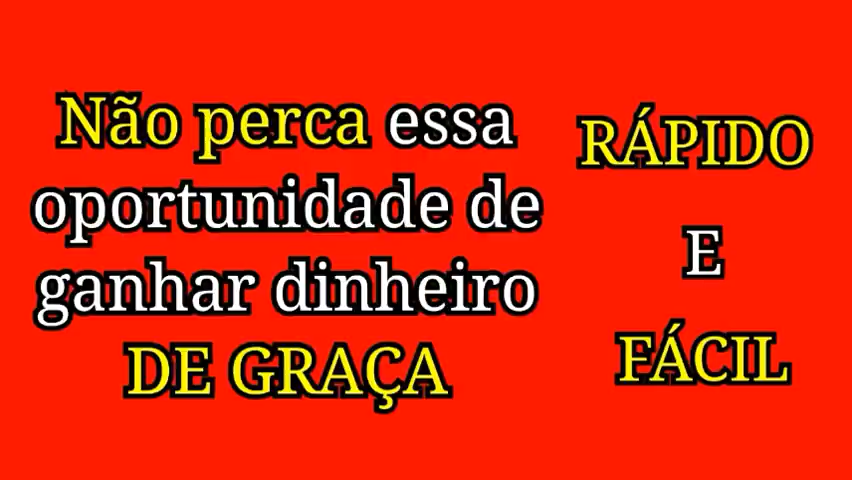 Não perca essa
oportunidade de
ganhar dinheiro
DE GRAÇA
RÁPIDO
E
FÁCIL